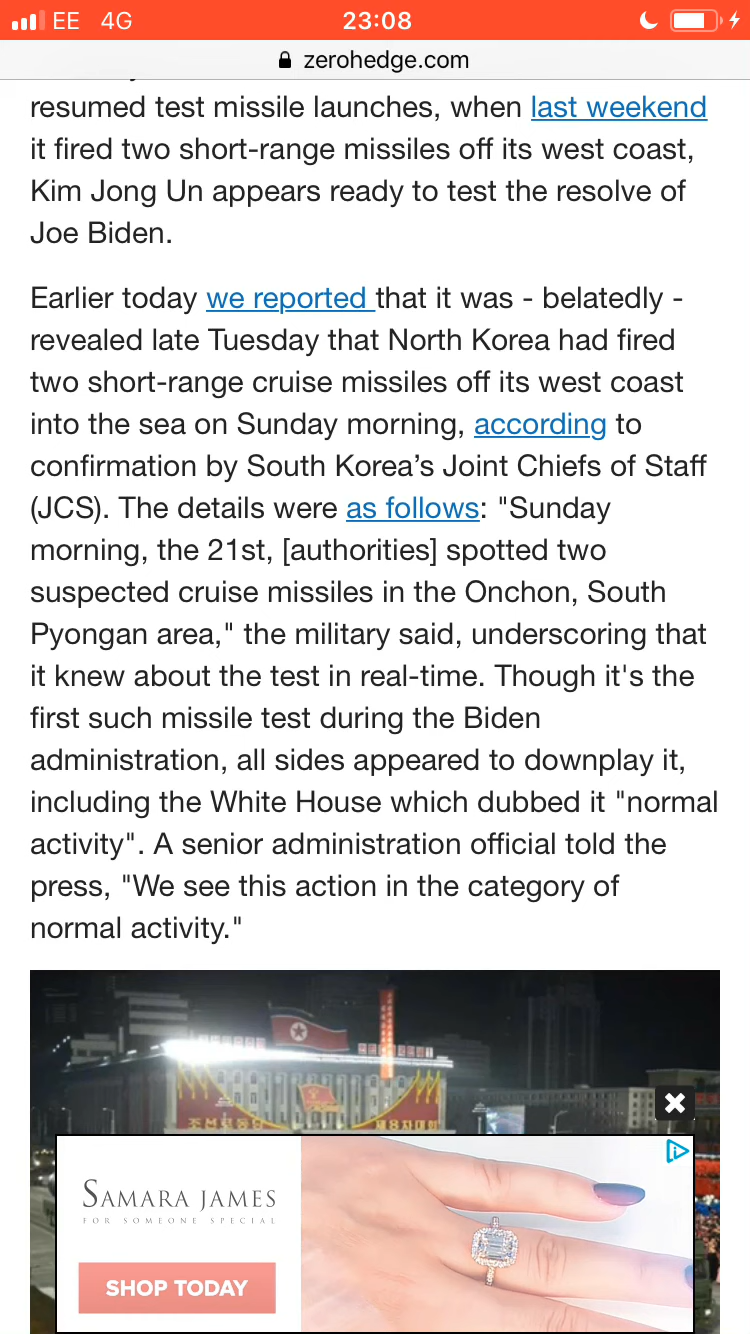 EE 4G 23:08
zerohedge.com
resumed test missile launches, when last weekend
it fired two short-range missiles off its west coast,
Kim Jong Un appears ready to test the resolve of
Joe Biden.
Earlier today we reported that it was - belatedly -
revealed late Tuesday that North Korea had fired
two short-range cruise missiles off its west coast
into the sea on Sunday morning, according to
confirmation by South Korea’s Joint Chiefs of Staff
(JCS). The details were as follows: "Sunday
morning, the 21st, [authorities] spotted two
suspected cruise missiles in the Onchon, South
Pyongan area," the military said, underscoring that
it knew about the test in real-time. Though it's the
first such missile test during the Biden
administration, all sides appeared to downplay it,
including the White House which dubbed it "normal
activity". A senior administration official told the
press, "We see this action in the category of
normal activity."
SAMARA JAMES
FOR SOMEONE SPECIAL
SHOP TODAY